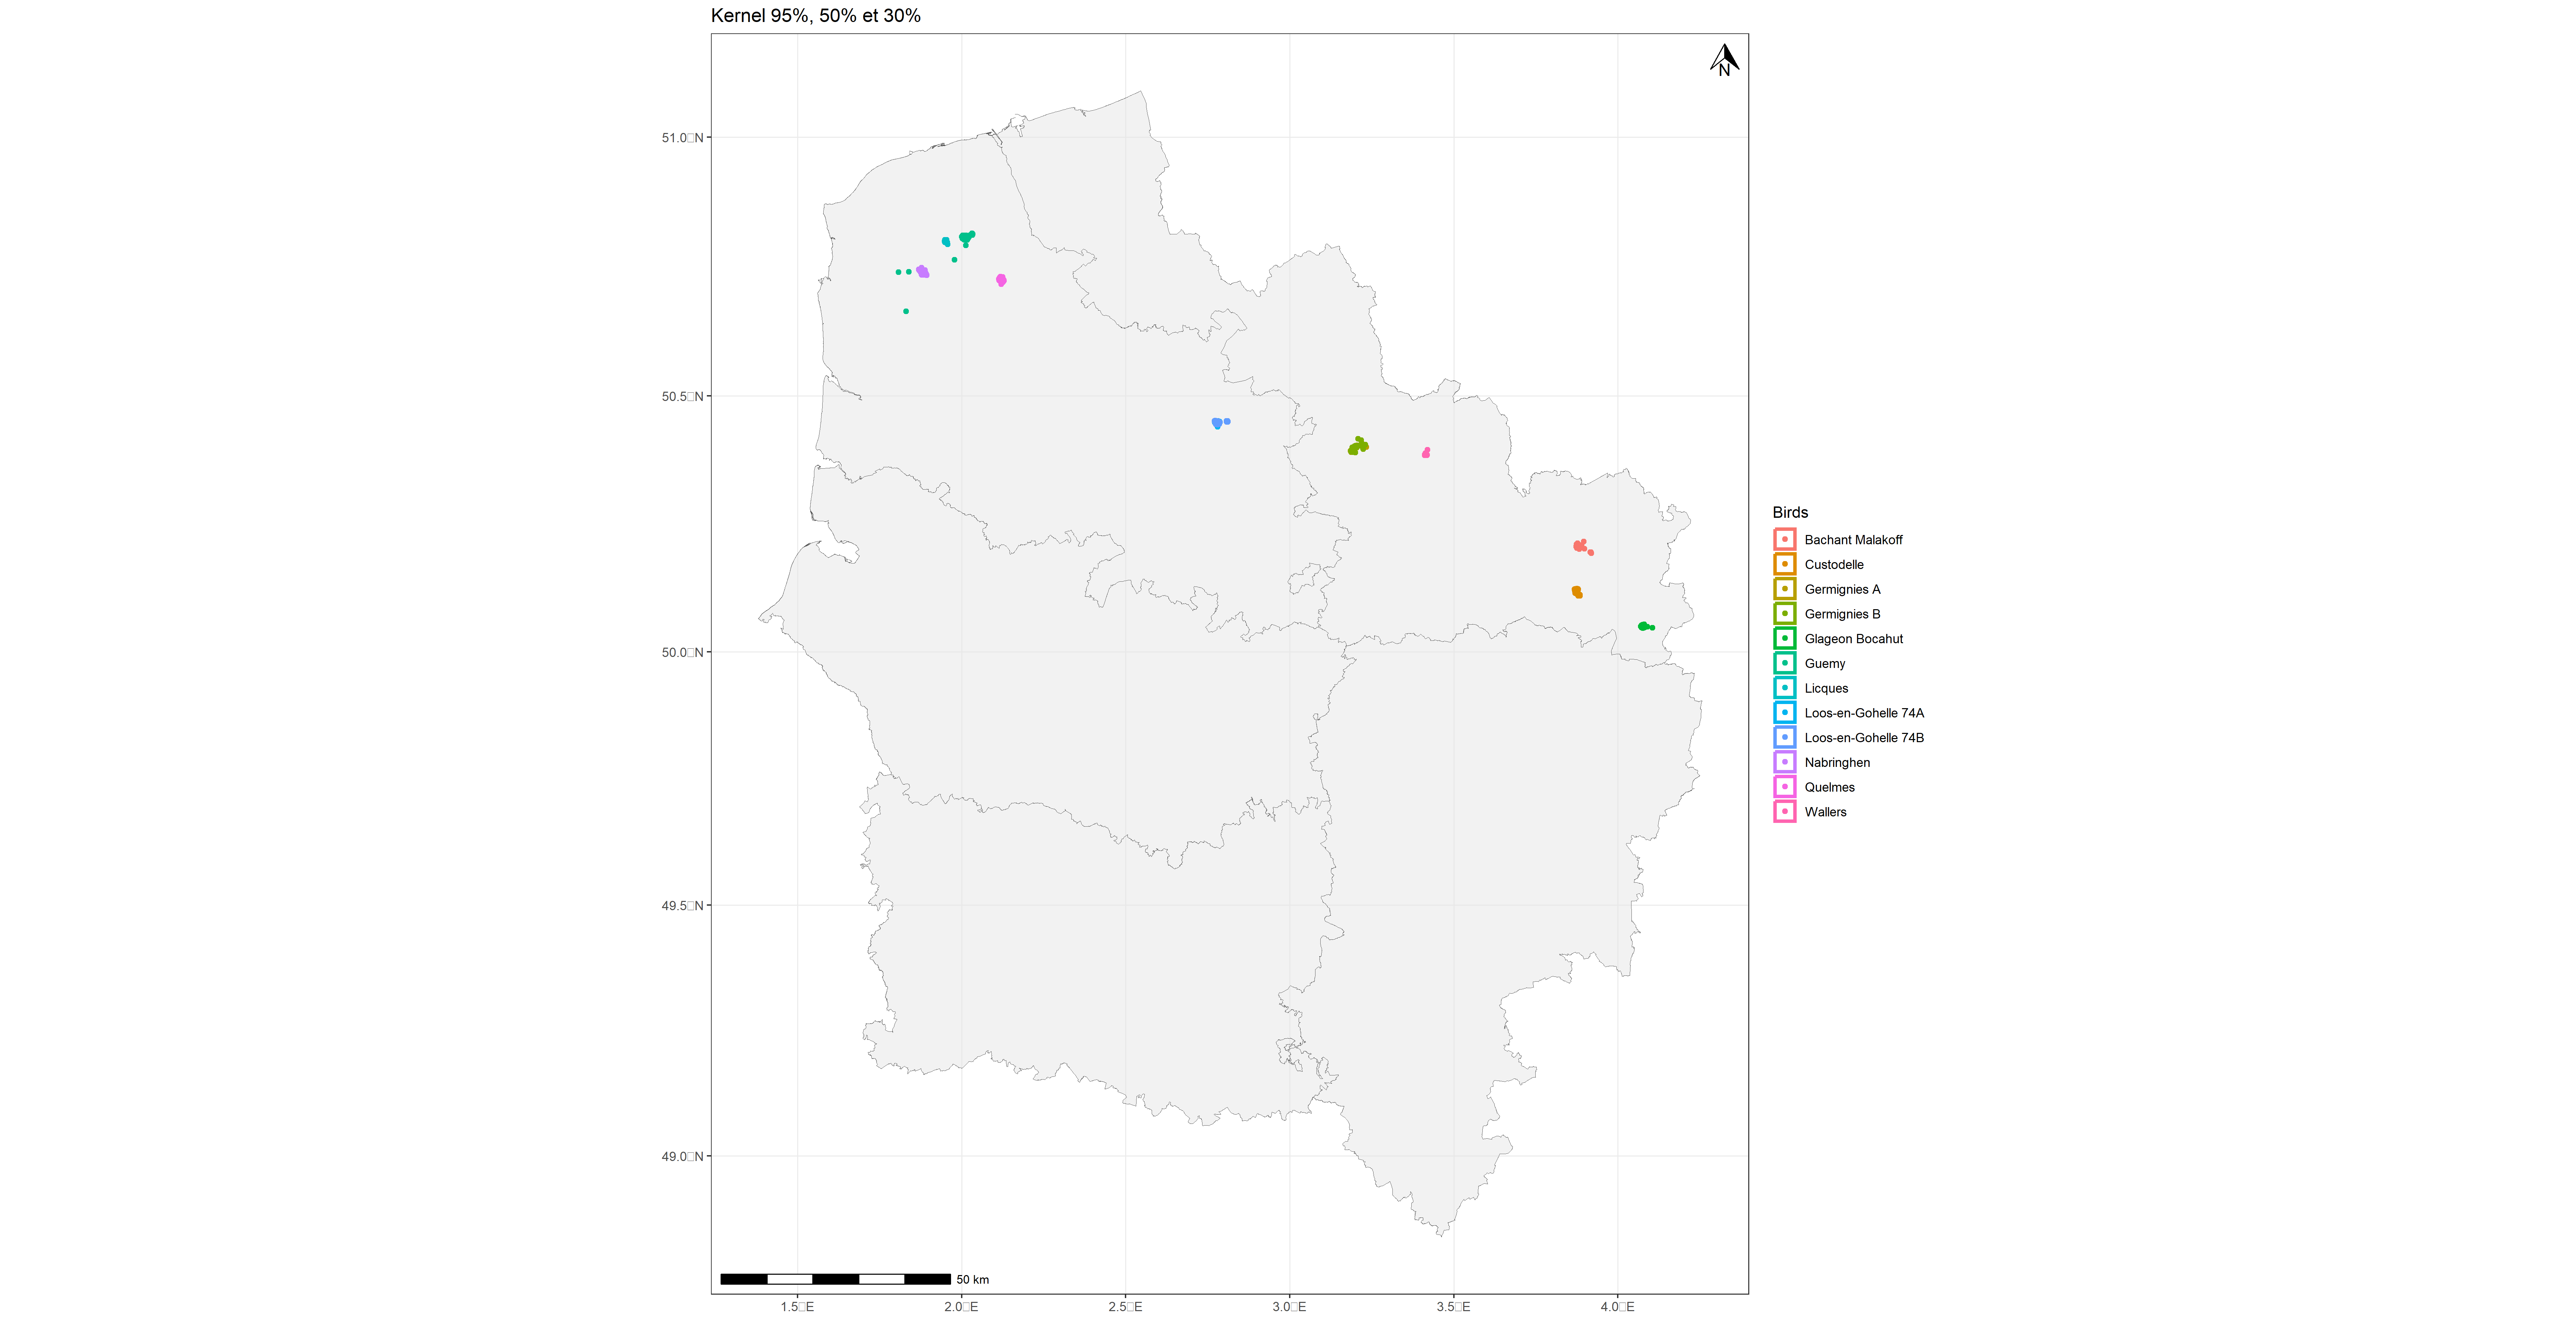 Kernel 95%, 50% et 30%
N
51.0□N
50.5□N
50.0□N
49.5□N
49.0□N
50 km
1.5□E
2.0□E
2.5□E
3.0□E
3.5□E
4.0□E
Birds
Bachant Malakoff
Custodelle
Germignies A
Germignies B
Glageon Bocahut
Guemy
Licques
Loos-en-Gohelle 74A
Loos-en-Gohelle 74B
Nabringhen
Quelmes
Wallers